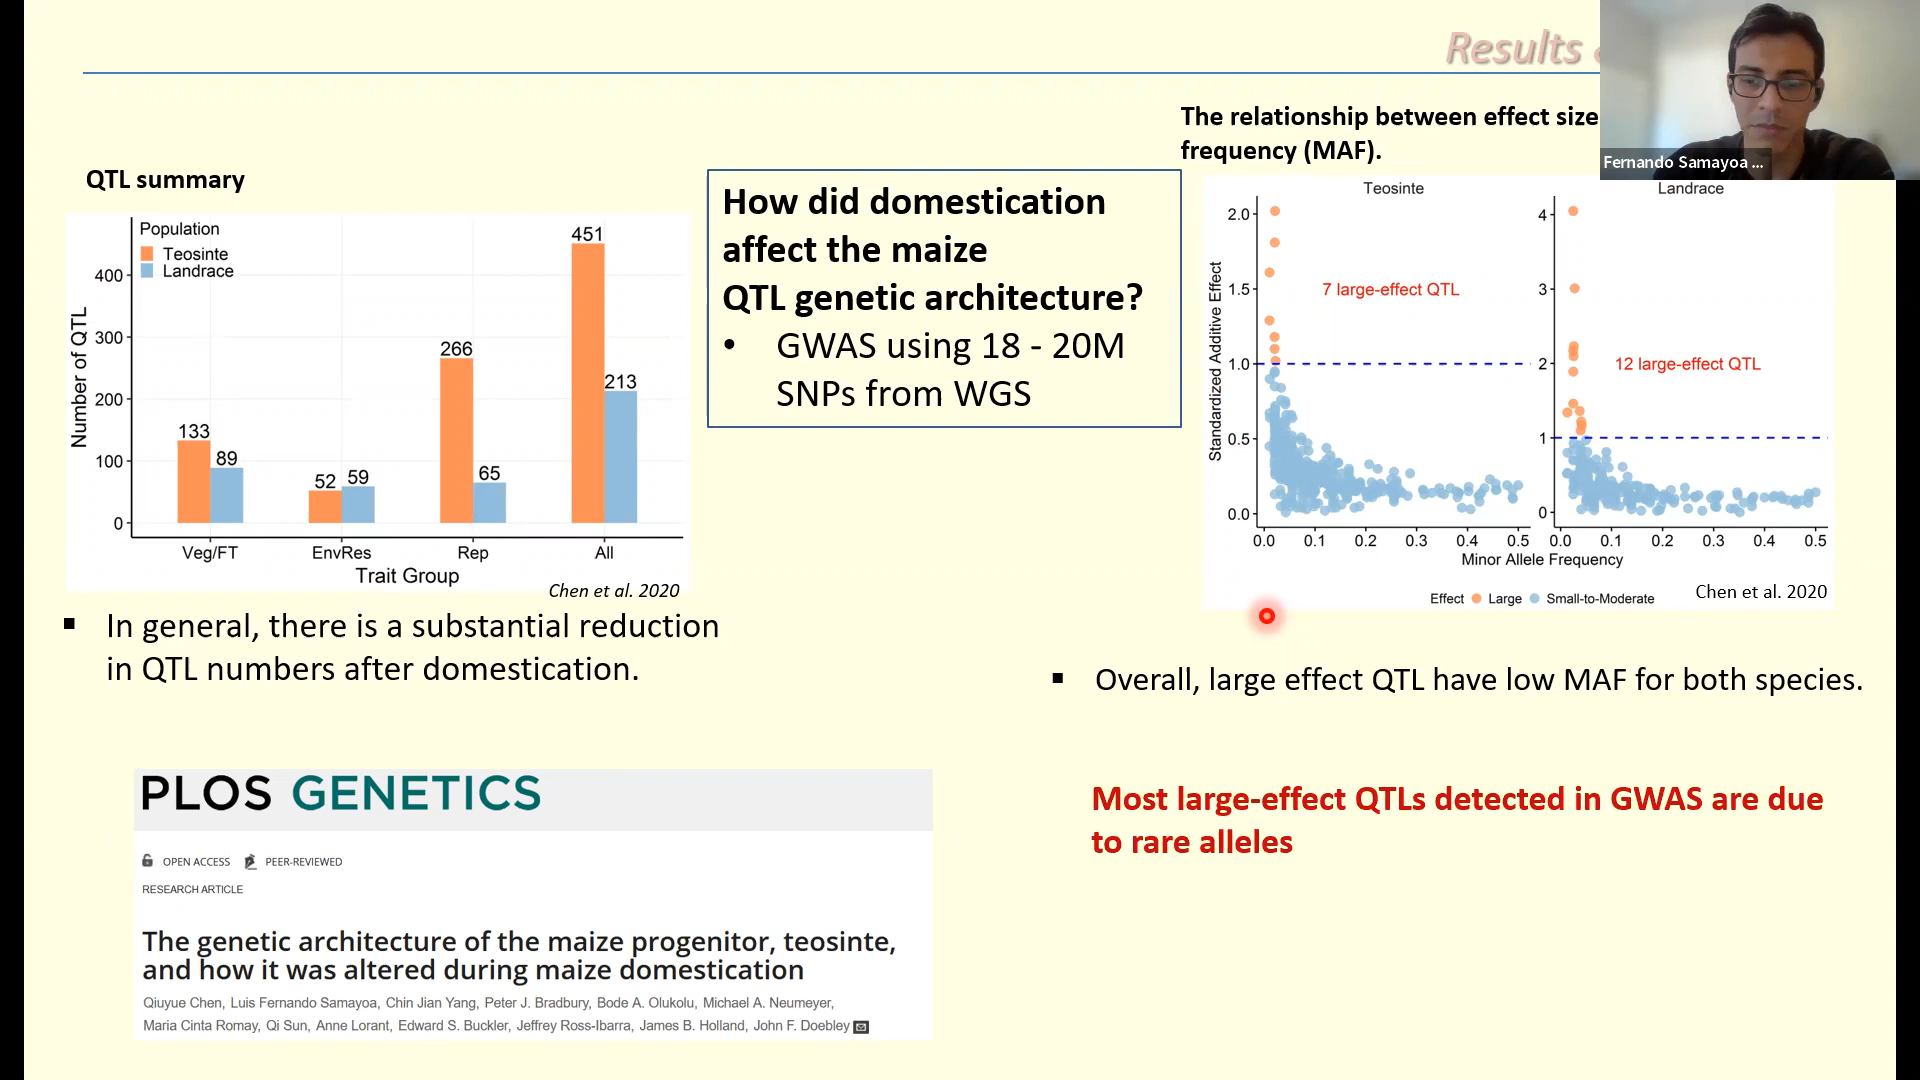 Results
The relationship between effect size
frequency (MAF).
Fernando Samayoa ...
QTL summary
Population
Teosinte
Landrace
Number of QTL
400
300
200
100
0
133
89
52
59
266
65
451
213
Veg/FT
EnvRes
Rep
All
Trait Group
Chen et al. 2020
How did domestication
affect the maize
QTL genetic architecture?
• GWAS using 18 - 20M
SNPs from WGS
Teosinte
Landrace
Standardized Additive Effect
2.0
1.5
1.0
0.5
0.0
7 large-effect QTL
4
3
2
1
0
12 large-effect QTL
0.0 0.1 0.2 0.3 0.4 0.5
0.0 0.1 0.2 0.3 0.4 0.5
Minor Allele Frequency
Effect Large Small-to-Moderate
Chen et al. 2020
▪ In general, there is a substantial reduction
in QTL numbers after domestication.
▪ Overall, large effect QTL have low MAF for both species.
Most large-effect QTLs detected in GWAS are due
to rare alleles
PLOS GENETICS
OPEN ACCESS PEER-REVIEWED
RESEARCH ARTICLE
The genetic architecture of the maize progenitor, teosinte,
and how it was altered during maize domestication
Qiuyue Chen, Luis Fernando Samayoa, Chin Jian Yang, Peter J. Bradbury, Bode A. Olukolu, Michael A. Neumeyer,
Maria Cinta Romay, Qi Sun, Anne Lorant, Edward S. Buckler, Jeffrey Ross-Ibarra, James B. Holland, John F. Doebley